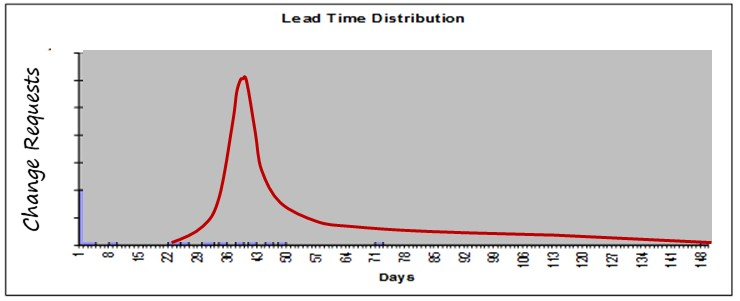 Lead Time Distribution
Change Requests
1 8 15 22 29 36 43 50 57 64 71 78 85 92 99 106 113 120 127 134 141 148
Days